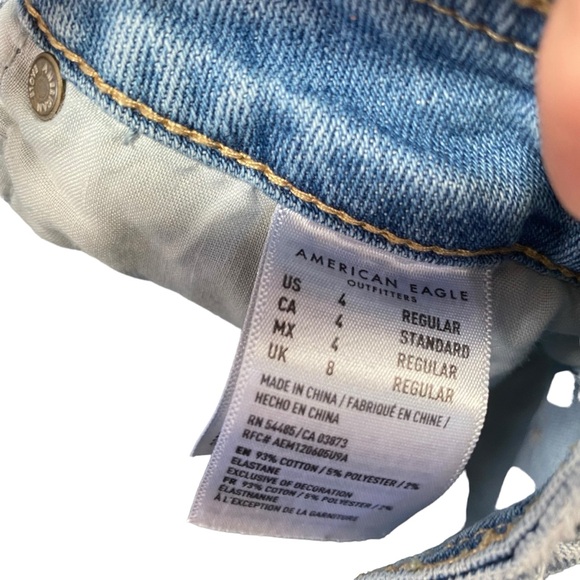 AMERICAN EAGLE
OUTFITTERS
US 4 REGULAR
CA 4 STANDARD
MX 4 REGULAR
UK 8 REGULAR
MADE IN CHINA / FABRIQUÉ EN CHINE /
HECHO EN CHINA
RN 54485/CA 03873
RFC# AEM120605U9A
EN 93% COTTON / 5% POLYESTER / 2%
ELASTANE
EXCLUSIVE OF DECORATION
FR 93% COTON / 5% POLYESTER / 2%
ÉLASTHANNE
À L'EXCEPTION DE LA GARNITURE